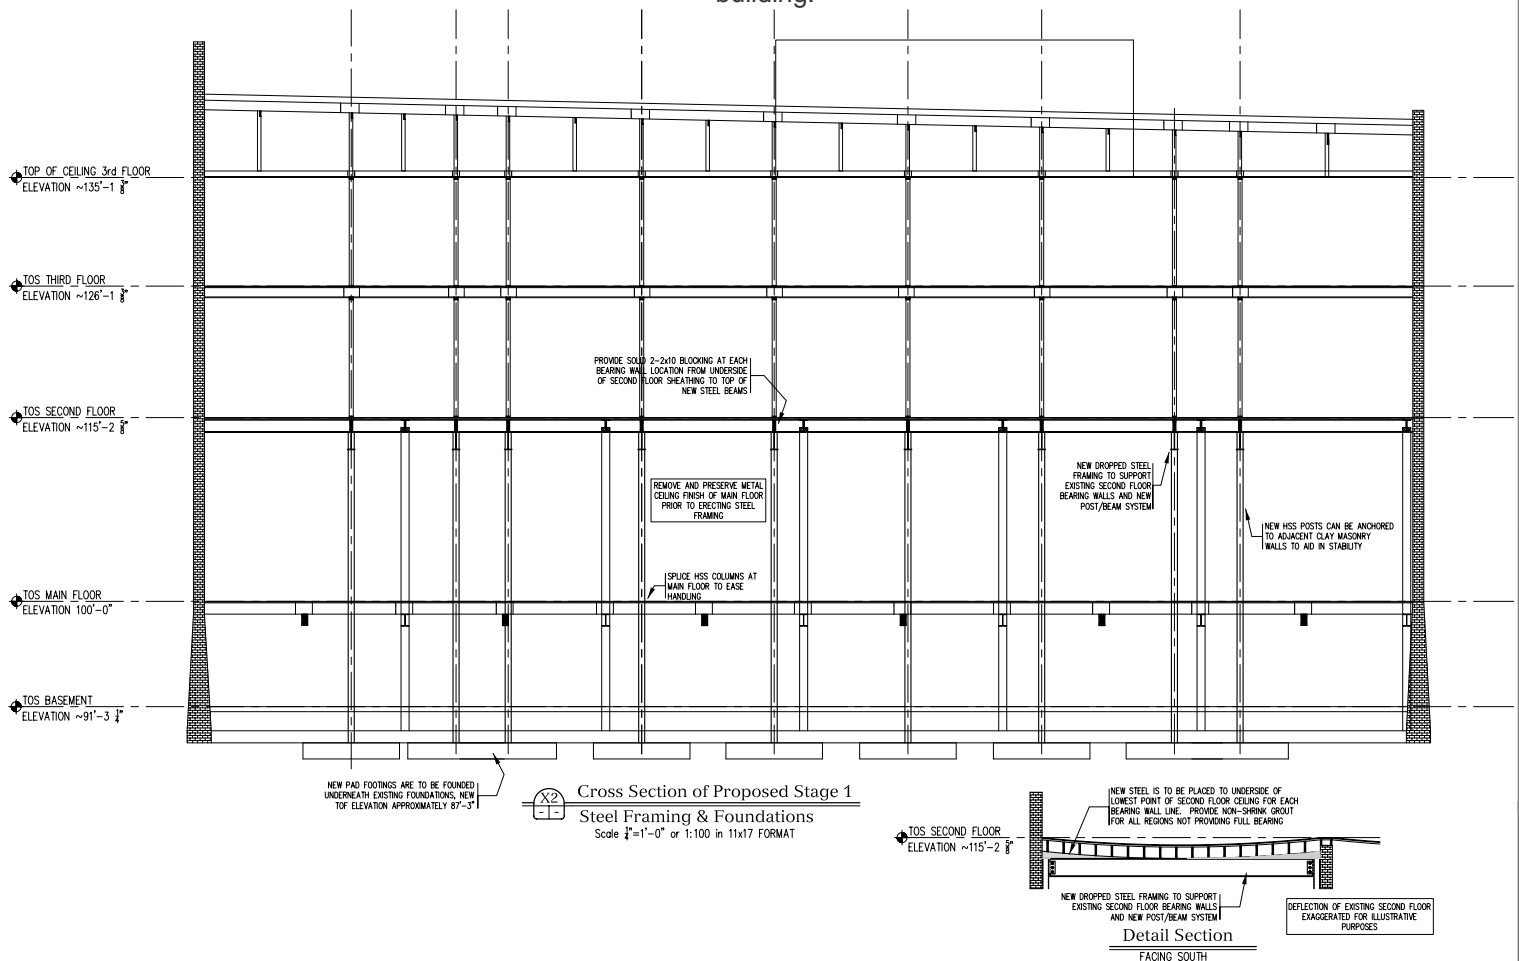 building.
TOP OF CEILING 3rd FLOOR
ELEVATION ~135'-1 3/8"
TOS THIRD FLOOR
ELEVATION ~126'-1 3/8"
PROVIDE SOLID 2-2x10 BLOCKING AT EACH
BEARING WALL LOCATION FROM UNDERSIDE
OF SECOND FLOOR SHEATHING TO TOP OF
NEW STEEL BEAMS
TOS SECOND FLOOR
ELEVATION ~115'-2 5/8"
REMOVE AND PRESERVE METAL
CEILING FINISH OF MAIN FLOOR
PRIOR TO ERECTING STEEL
FRAMING
NEW DROPPED STEEL
FRAMING TO SUPPORT
EXISTING SECOND FLOOR
BEARING WALLS AND NEW
POST/BEAM SYSTEM
NEW HSS POSTS CAN BE ANCHORED
TO ADJACENT CLAY MASONRY
WALLS TO AID IN STABILITY
SPLICE HSS COLUMNS AT
MAIN FLOOR TO EASE
HANDLING
TOS MAIN FLOOR
ELEVATION 100'-0"
TOS BASEMENT
ELEVATION ~91'-3 1/4"
NEW PAD FOOTINGS ARE TO BE FOUNDED
UNDERNEATH EXISTING FOUNDATIONS, NEW
TOF ELEVATION APPROXIMATELY 87'-3"
X2
- -
Cross Section of Proposed Stage 1
Steel Framing & Foundations
Scale 1/4"=1'-0" or 1:100 in 11x17 FORMAT
NEW STEEL IS TO BE PLACED TO UNDERSIDE OF
LOWEST POINT OF SECOND FLOOR CEILING FOR EACH
BEARING WALL LINE. PROVIDE NON-SHRINK GROUT
FOR ALL REGIONS NOT PROVIDING FULL BEARING
TOS SECOND FLOOR
ELEVATION ~115'-2 5/8"
NEW DROPPED STEEL FRAMING TO SUPPORT
EXISTING SECOND FLOOR BEARING WALLS
AND NEW POST/BEAM SYSTEM
DEFLECTION OF EXISTING SECOND FLOOR
EXAGGERATED FOR ILLUSTRATIVE
PURPOSES
Detail Section
FACING SOUTH